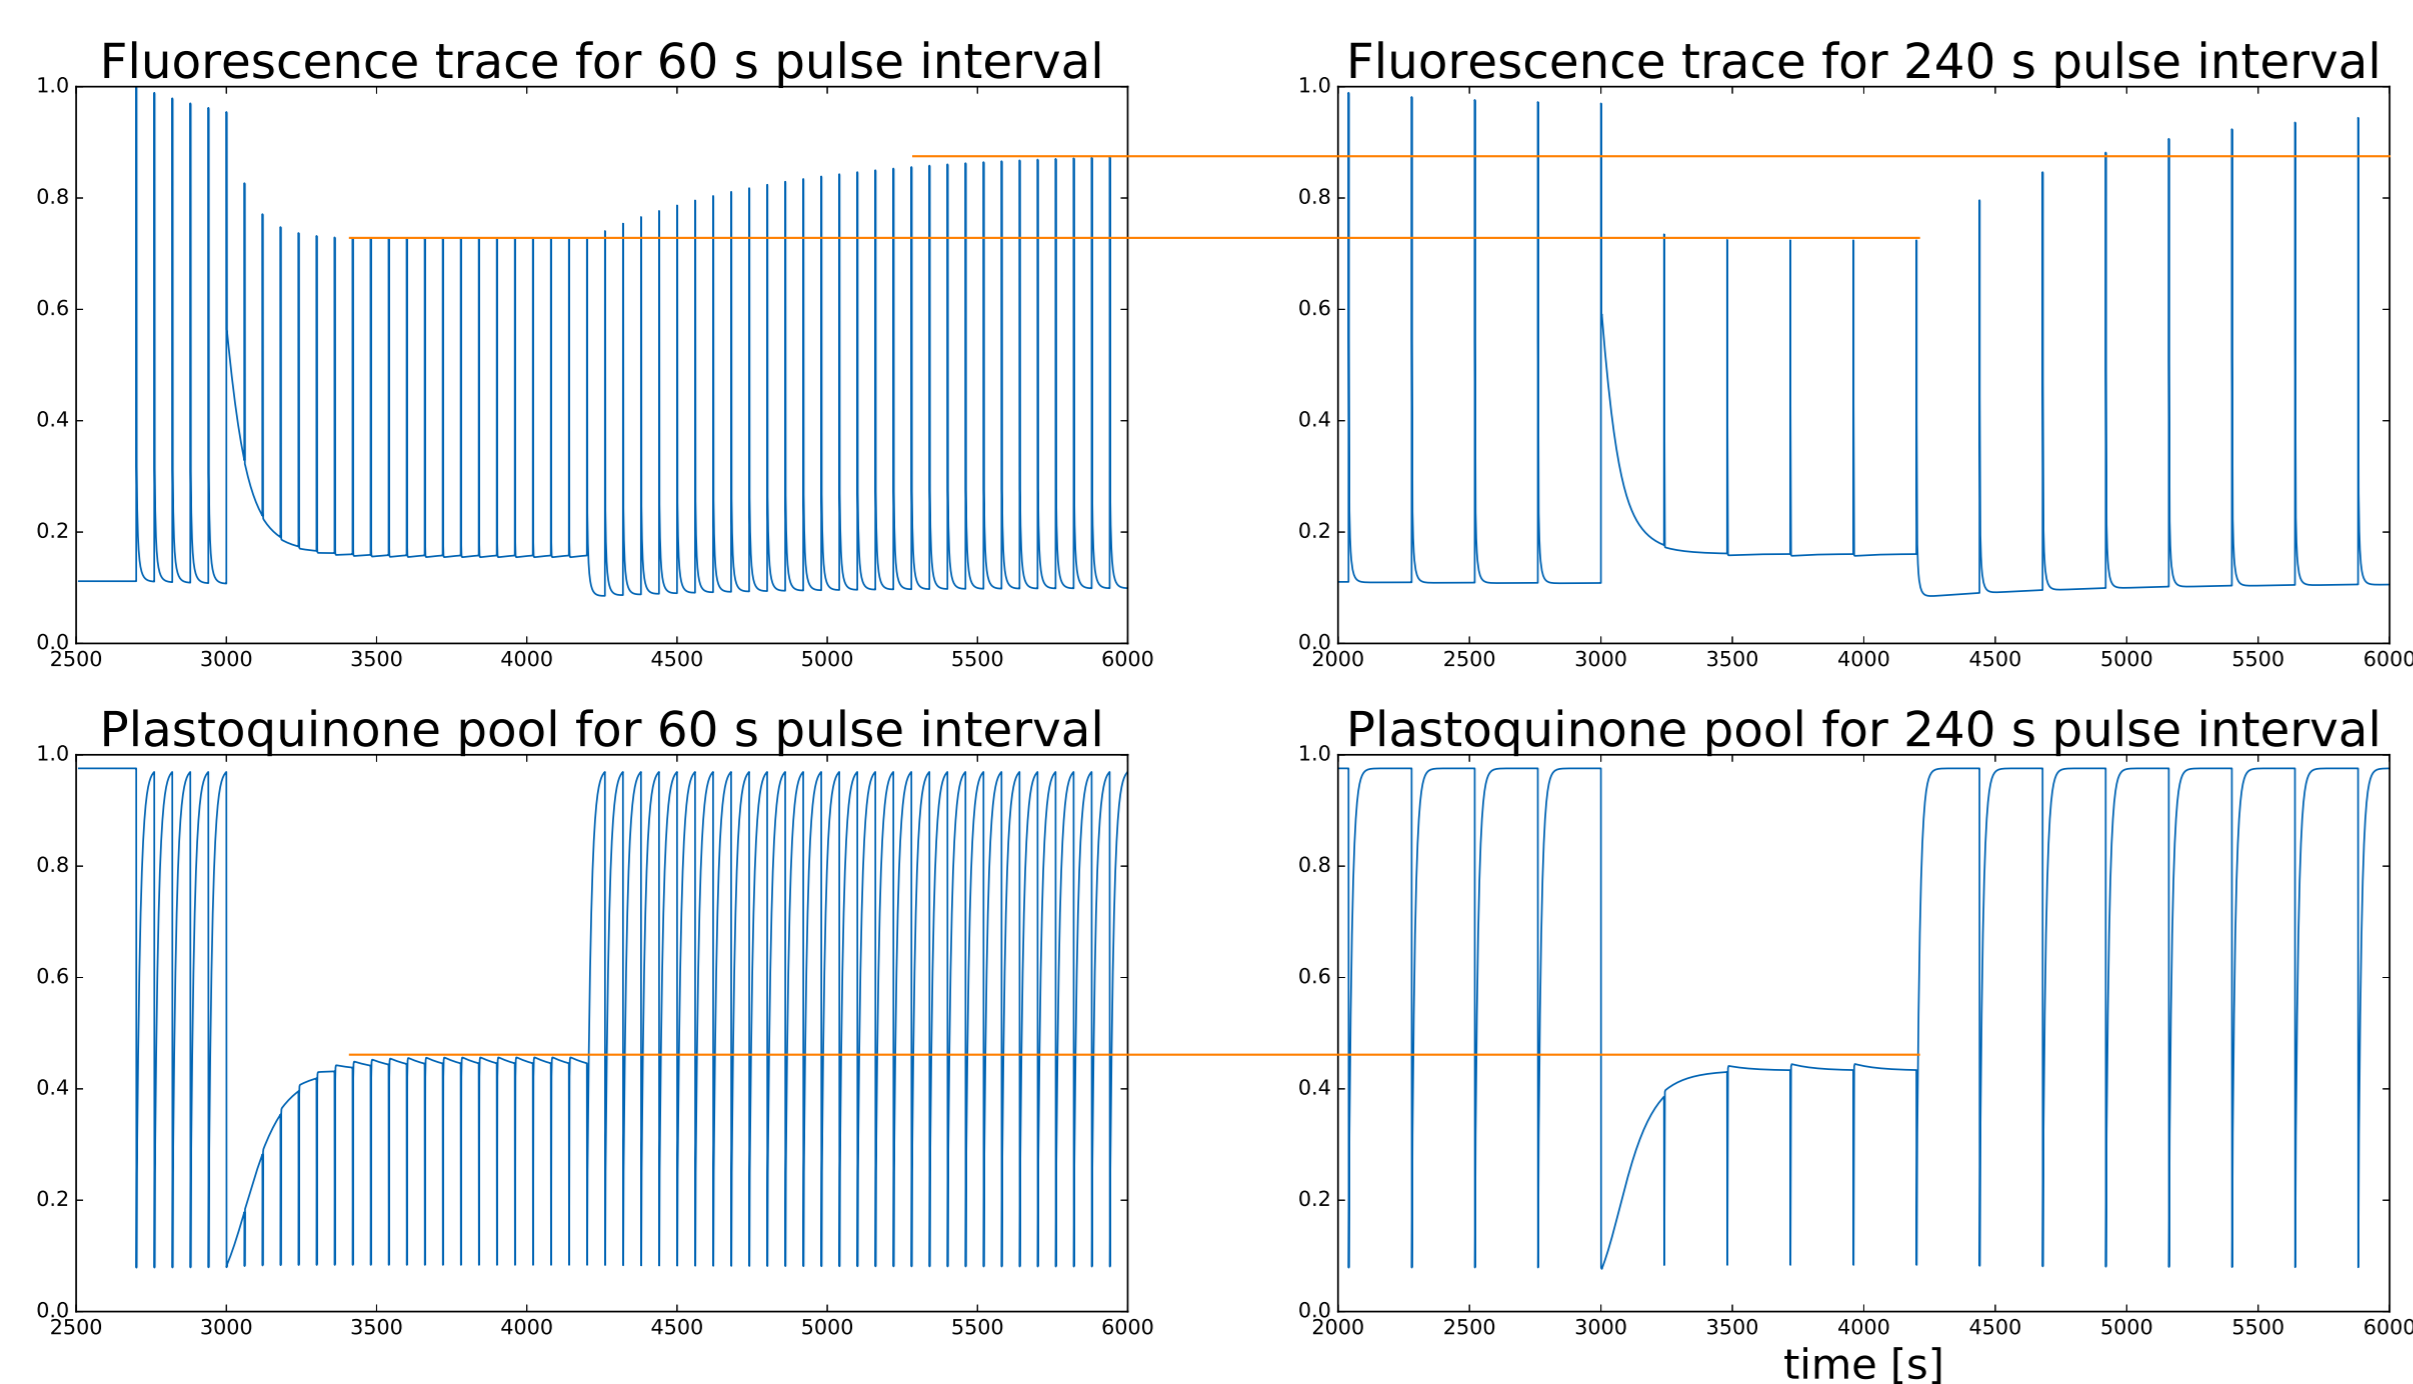 Fluorescence trace for 60 s pulse interval
1.0
0.8
0.6
0.4
0.2
0.0
2500 3000 3500 4000 4500 5000 5500 6000
Fluorescence trace for 240 s pulse interval
1.0
0.8
0.6
0.4
0.2
0.0
2000 2500 3000 3500 4000 4500 5000 5500 6000
Plastoquinone pool for 60 s pulse interval
1.0
0.8
0.6
0.4
0.2
0.0
2500 3000 3500 4000 4500 5000 5500 6000
Plastoquinone pool for 240 s pulse interval
1.0
0.8
0.6
0.4
0.2
0.0
2000 2500 3000 3500 4000 4500 5000 5500 6000
time [s]